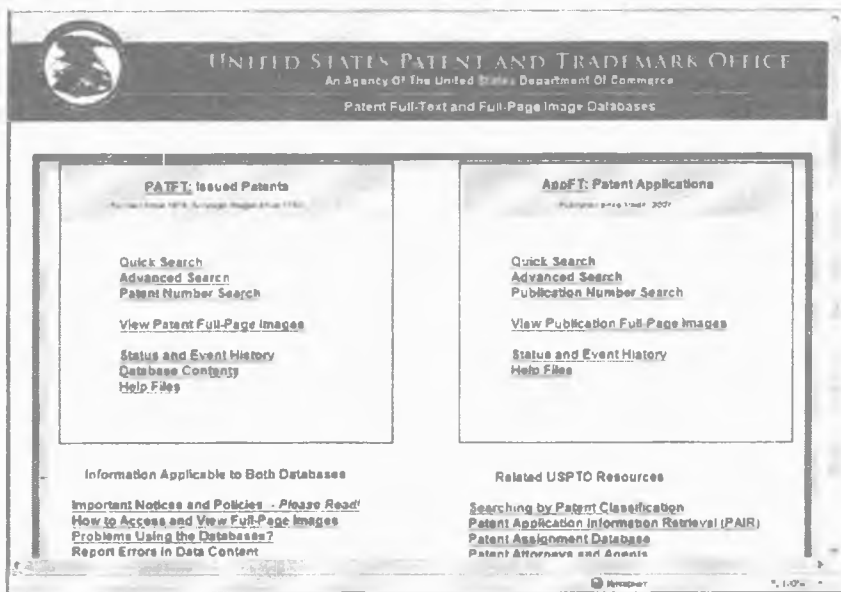 UNITED STATES PATENT AND TRADEMARK OFFICE
An Agency Of The United States Department Of Commerce
Patent Full-Text and Full-Page Image Databases
PATFT: Issued Patents
Quick Search
Advanced Search
Patent Number Search
View Patent Full-Page Images
Status and Event History
Database Contents
Help Files
AppFT: Patent Applications
Quick Search
Advanced Search
Publication Number Search
View Publication Full-Page Images
Status and Event History
Help Files
Information Applicable to Both Databases
Important Notices and Policies - Please Read!
How to Access and View Full-Page Images
Problems Using the Databases?
Report Errors in Data Content
Related USPTO Resources
Searching by Patent Classification
Patent Application Information Retrieval (PAIR)
Patent Assignment Database
Patent Attorneys and Agents